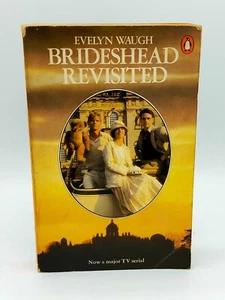 EVELYN WAUGH
BRIDESHEAD
REVISITED
Now a major TV serial